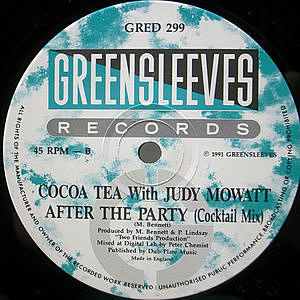 GRED 299
GREENSLEEVES
RECORDS
45 RPM – B
℗ 1991 GREENSLEEVES
COCOA TEA With JUDY MOWATT
AFTER THE PARTY (Cocktail Mix)
(M. Bennett)
Produced by M. Bennett & P. Lindsay
"Two Friends Production"
Mixed at Digital Lab by Peter Chemist
Published by Dub Plate Music
Made in England
ALL RIGHTS OF THE MANUFACTURER AND OF THE OWNER OF THE RECORDED WORK RESERVED · UNAUTHORISED PUBLIC PERFORMANCE BROADCASTING OR COPYING PROHIBITED